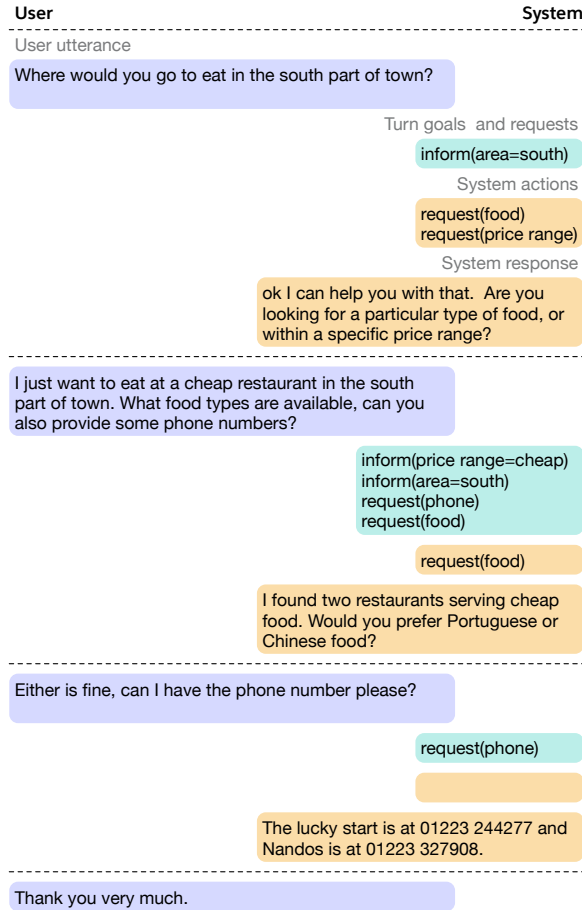 User System
User utterance
Where would you go to eat in the south part of town?
Turn goals and requests
inform(area=south)
System actions
request(food)
request(price range)
System response
ok I can help you with that. Are you
looking for a particular type of food, or
within a specific price range?
I just want to eat at a cheap restaurant in the south
part of town. What food types are available, can you
also provide some phone numbers?
inform(price range=cheap)
inform(area=south)
request(phone)
request(food)
request(food)
I found two restaurants serving cheap
food. Would you prefer Portuguese or
Chinese food?
Either is fine, can I have the phone number please?
request(phone)
The lucky start is at 01223 244277 and
Nandos is at 01223 327908.
Thank you very much.